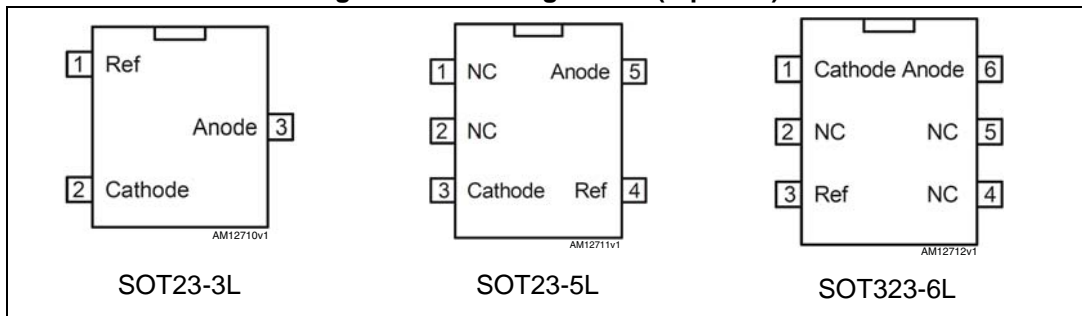 1 Ref
Anode 3
2 Cathode
AM12710v1
SOT23-3L
1 NC Anode 5
2 NC
3 Cathode Ref 4
AM12711v1
SOT23-5L
1 Cathode Anode 6
2 NC NC 5
3 Ref NC 4
AM12712v1
SOT323-6L